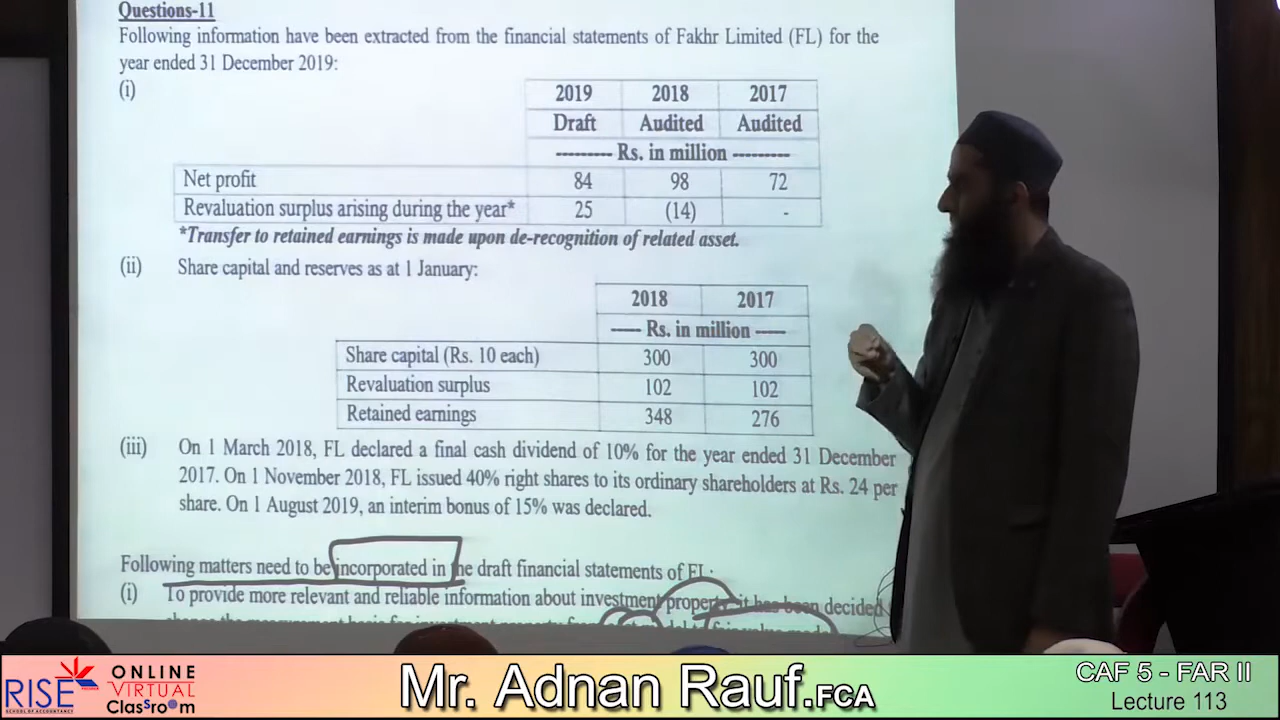 Questions-11
Following information have been extracted from the financial statements of Fakhr Limited (FL) for the
year ended 31 December 2019:
(i)
2019 2018 2017
Draft Audited Audited
--------- Rs. in million ---------
Net profit 84 98 72
Revaluation surplus arising during the year* 25 (14) -
*Transfer to retained earnings is made upon de-recognition of related asset.
(ii) Share capital and reserves as at 1 January:
2018 2017
---- Rs. in million ----
Share capital (Rs. 10 each) 300 300
Revaluation surplus 102 102
Retained earnings 348 276
(iii) On 1 March 2018, FL declared a final cash dividend of 10% for the year ended 31 December
2017. On 1 November 2018, FL issued 40% right shares to its ordinary shareholders at Rs. 24 per
share. On 1 August 2019, an interim bonus of 15% was declared.
Following matters need to be incorporated in the draft financial statements of FL:
(i) To provide more relevant and reliable information about investment property, it has been decided
RISE
SCHOOL OF ACCOUNTANCY
ONLINE
VIRTUAL
ClasSro@m
Mr. Adnan Rauf.FCA
CAF 5 - FAR II
Lecture 113